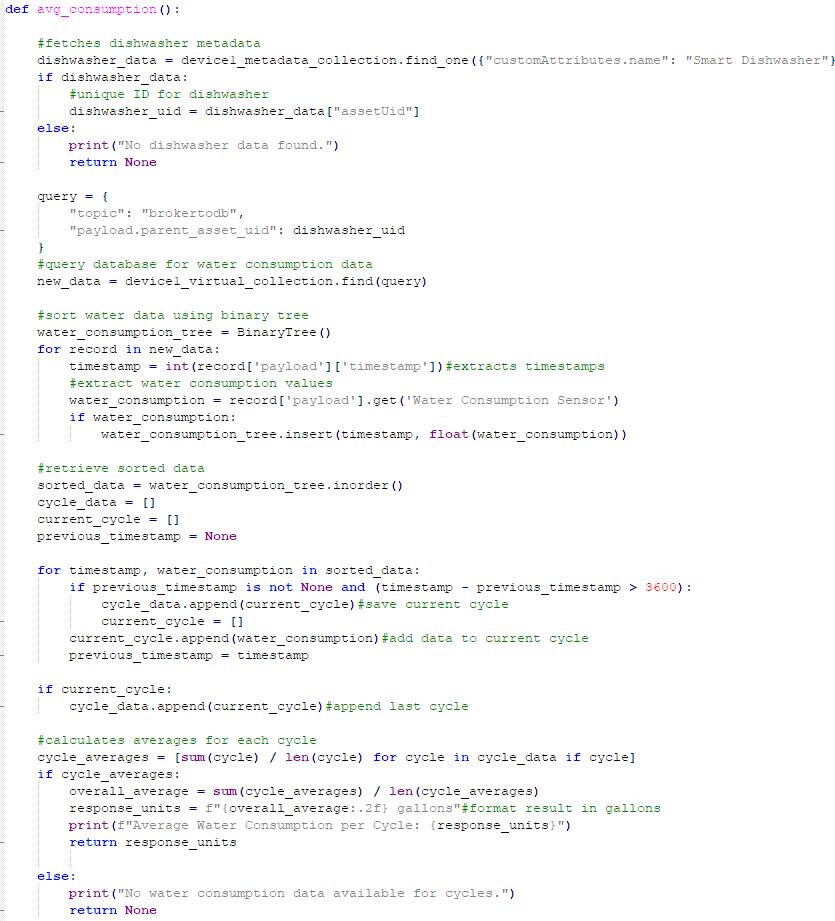 def avg_consumption():
#fetches dishwasher metadata
dishwasher_data = device1_metadata_collection.find_one({"customAttributes.name": "Smart Dishwasher"}
if dishwasher_data:
#unique ID for dishwasher
dishwasher_uid = dishwasher_data["assetUid"]
else:
print("No dishwasher data found.")
return None
query = {
"topic": "brokertodb",
"payload.parent_asset_uid": dishwasher_uid
}
#query database for water consumption data
new_data = device1_virtual_collection.find(query)
#sort water data using binary tree
water_consumption_tree = BinaryTree()
for record in new_data:
timestamp = int(record['payload']['timestamp'])#extracts timestamps
#extract water consumption values
water_consumption = record['payload'].get('Water Consumption Sensor')
if water_consumption:
water_consumption_tree.insert(timestamp, float(water_consumption))
#retrieve sorted data
sorted_data = water_consumption_tree.inorder()
cycle_data = []
current_cycle = []
previous_timestamp = None
for timestamp, water_consumption in sorted_data:
if previous_timestamp is not None and (timestamp - previous_timestamp > 3600):
cycle_data.append(current_cycle)#save current cycle
current_cycle = []
current_cycle.append(water_consumption)#add data to current cycle
previous_timestamp = timestamp
if current_cycle:
cycle_data.append(current_cycle)#append last cycle
#calculates averages for each cycle
cycle_averages = [sum(cycle) / len(cycle) for cycle in cycle_data if cycle]
if cycle_averages:
overall_average = sum(cycle_averages) / len(cycle_averages)
response_units = f"{overall_average:.2f} gallons"#format result in gallons
print(f"Average Water Consumption per Cycle: {response_units}")
return response_units
else:
print("No water consumption data available for cycles.")
return None